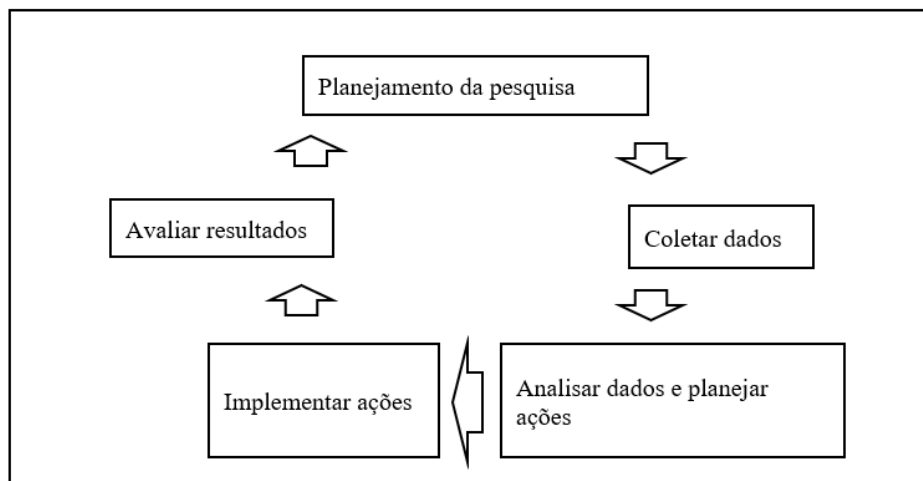 Planejamento da pesquisa
Avaliar resultados
Coletar dados
Implementar ações
Analisar dados e planejar
ações